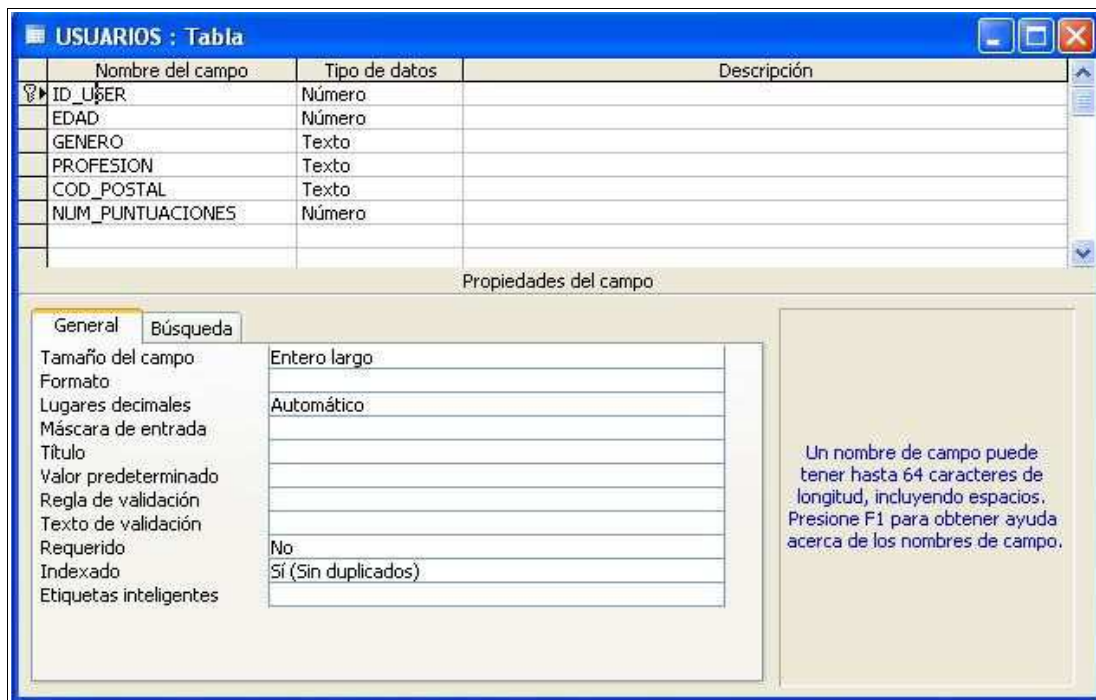 USUARIOS : Tabla
Nombre del campo Tipo de datos Descripción
ID_USER Número
EDAD Número
GENERO Texto
PROFESION Texto
COD_POSTAL Texto
NUM_PUNTUACIONES Número
Propiedades del campo
General Búsqueda
Tamaño del campo Entero largo
Formato
Lugares decimales Automático
Máscara de entrada
Título
Valor predeterminado
Regla de validación
Texto de validación
Requerido No
Indexado Sí (Sin duplicados)
Etiquetas inteligentes
Un nombre de campo puede
tener hasta 64 caracteres de
longitud, incluyendo espacios.
Presione F1 para obtener ayuda
acerca de los nombres de campo.